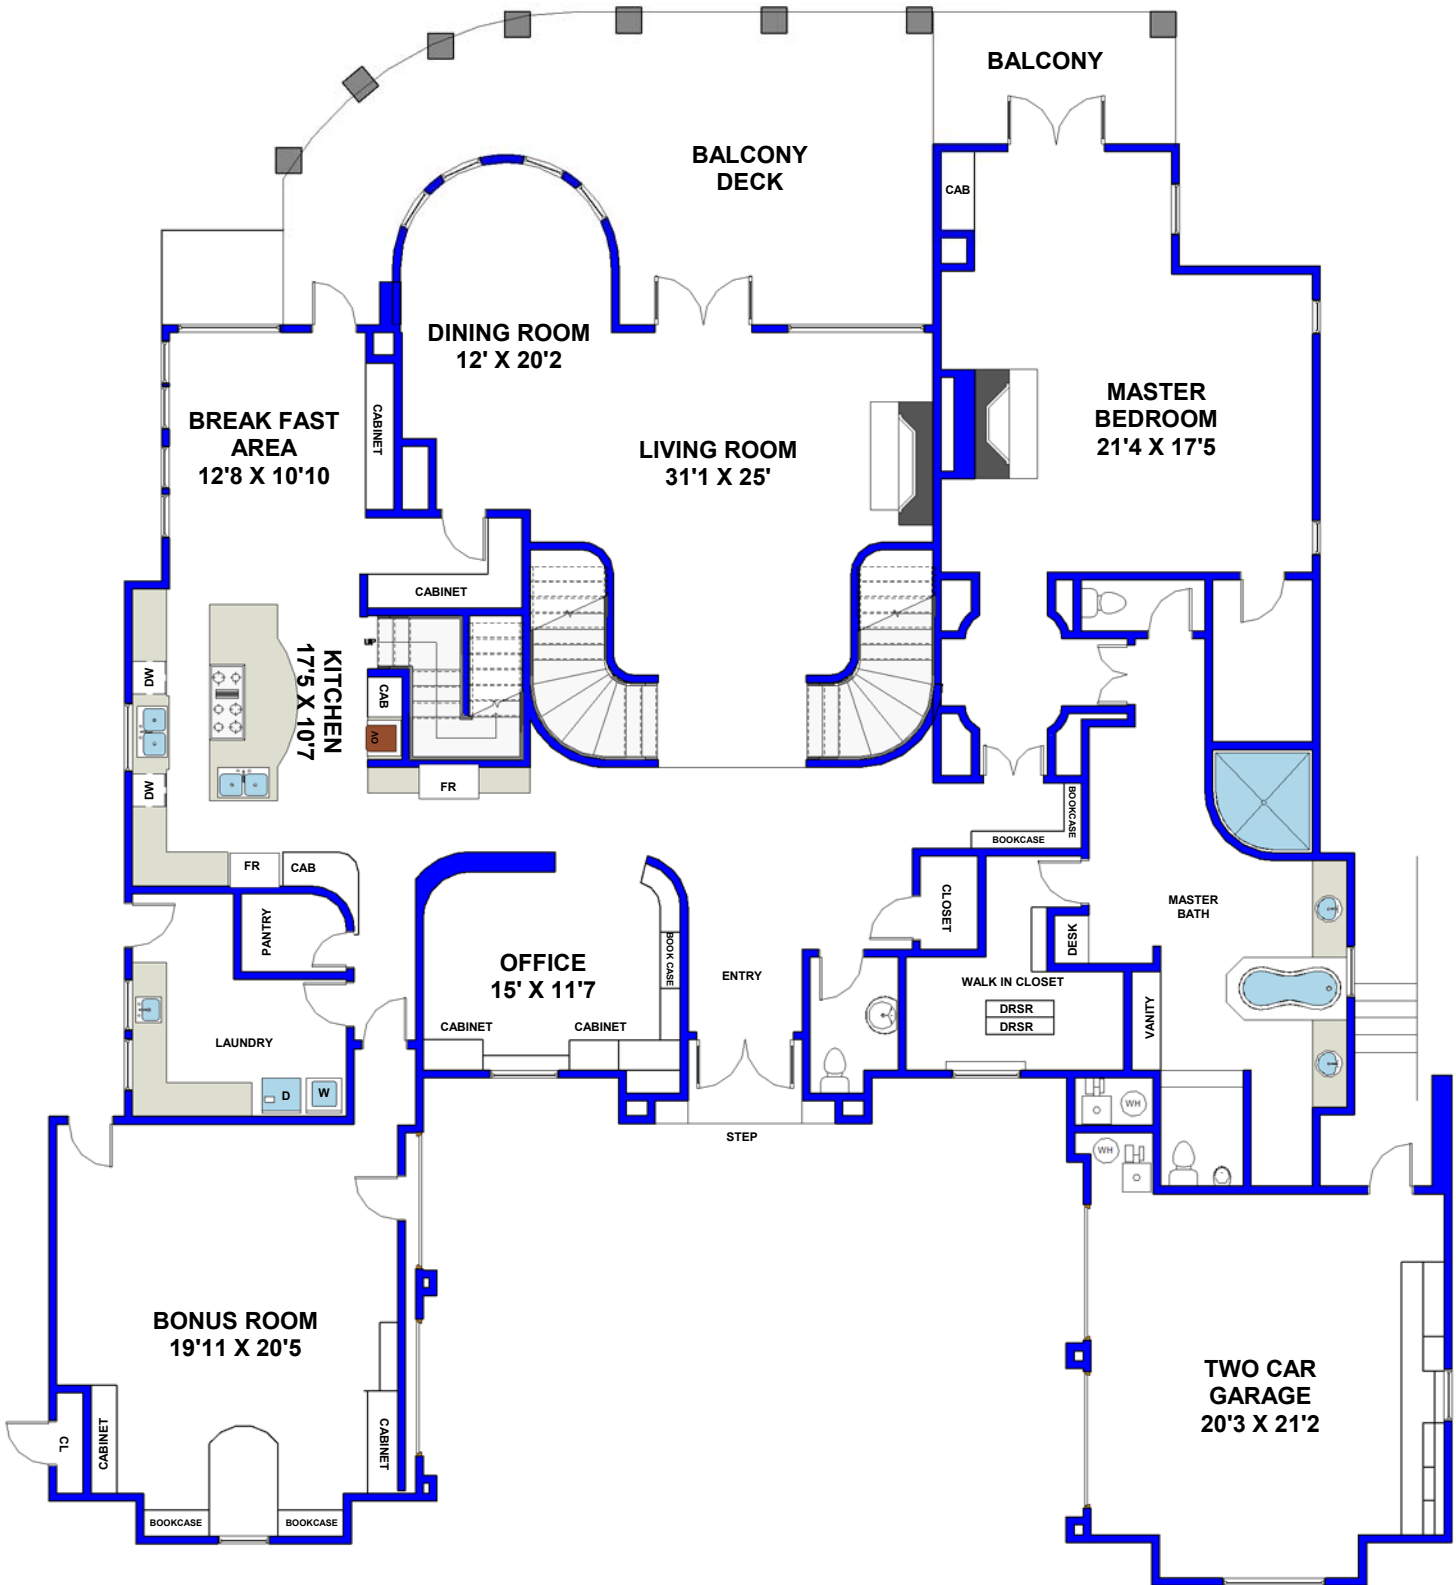 BALCONY
BALCONY
DECK
CAB
DINING ROOM
12' X 20'2
MASTER
BEDROOM
21'4 X 17'5
BREAK FAST
AREA
12'8 X 10'10
CABINET
LIVING ROOM
31'1 X 25'
CABINET
UP
KITCHEN
17'5 X 10'7
DW
CAB
OV
DW
FR
BOOKCASE
BOOKCASE
FR
CAB
CLOSET
MASTER
BATH
PANTRY
BOOK CASE
DESK
OFFICE
15' X 11'7
ENTRY
WALK IN CLOSET
DRSR
DRSR
VANITY
CABINET
CABINET
LAUNDRY
D
W
WH
STEP
WH
BONUS ROOM
19'11 X 20'5
TWO CAR
GARAGE
20'3 X 21'2
CL
CABINET
CABINET
BOOKCASE
BOOKCASE